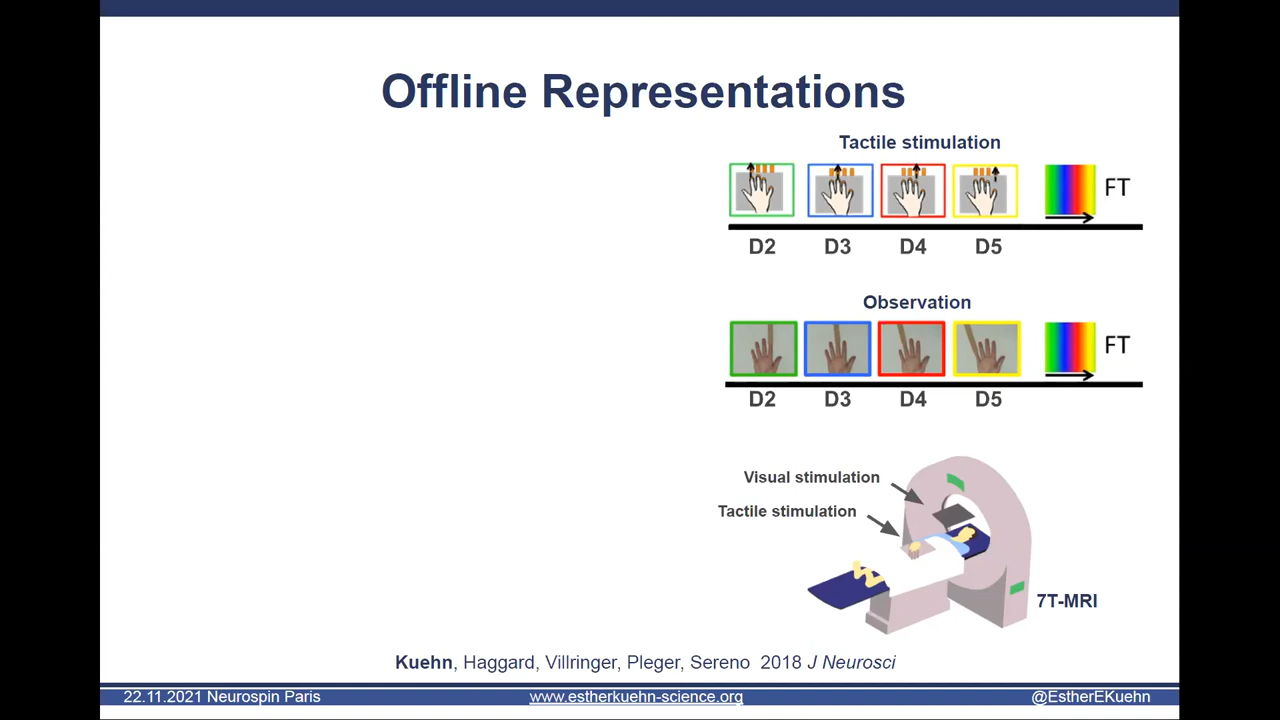 Offline Representations
Tactile stimulation
FT
D2 D3 D4 D5
Observation
FT
D2 D3 D4 D5
Visual stimulation
Tactile stimulation
7T-MRI
Kuehn, Haggard, Villringer, Pleger, Sereno 2018 J Neurosci
22.11.2021 Neurospin Paris www.estherkuehn-science.org @EstherEKuehn